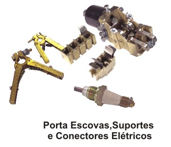 Porta Escovas,Suportes
e Conectores Elétricos